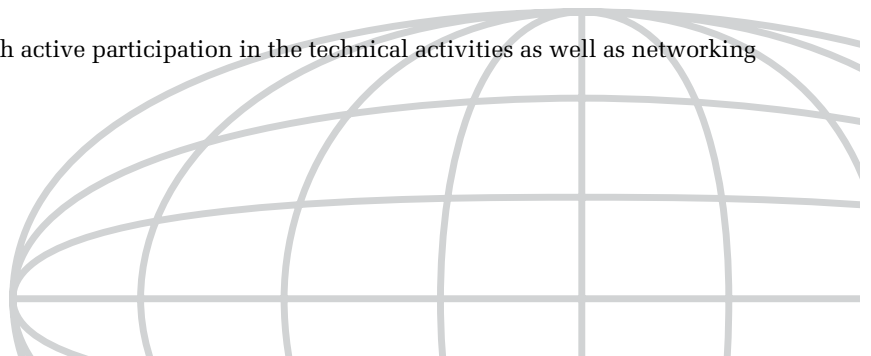 h active participation in the technical activities as well as networking